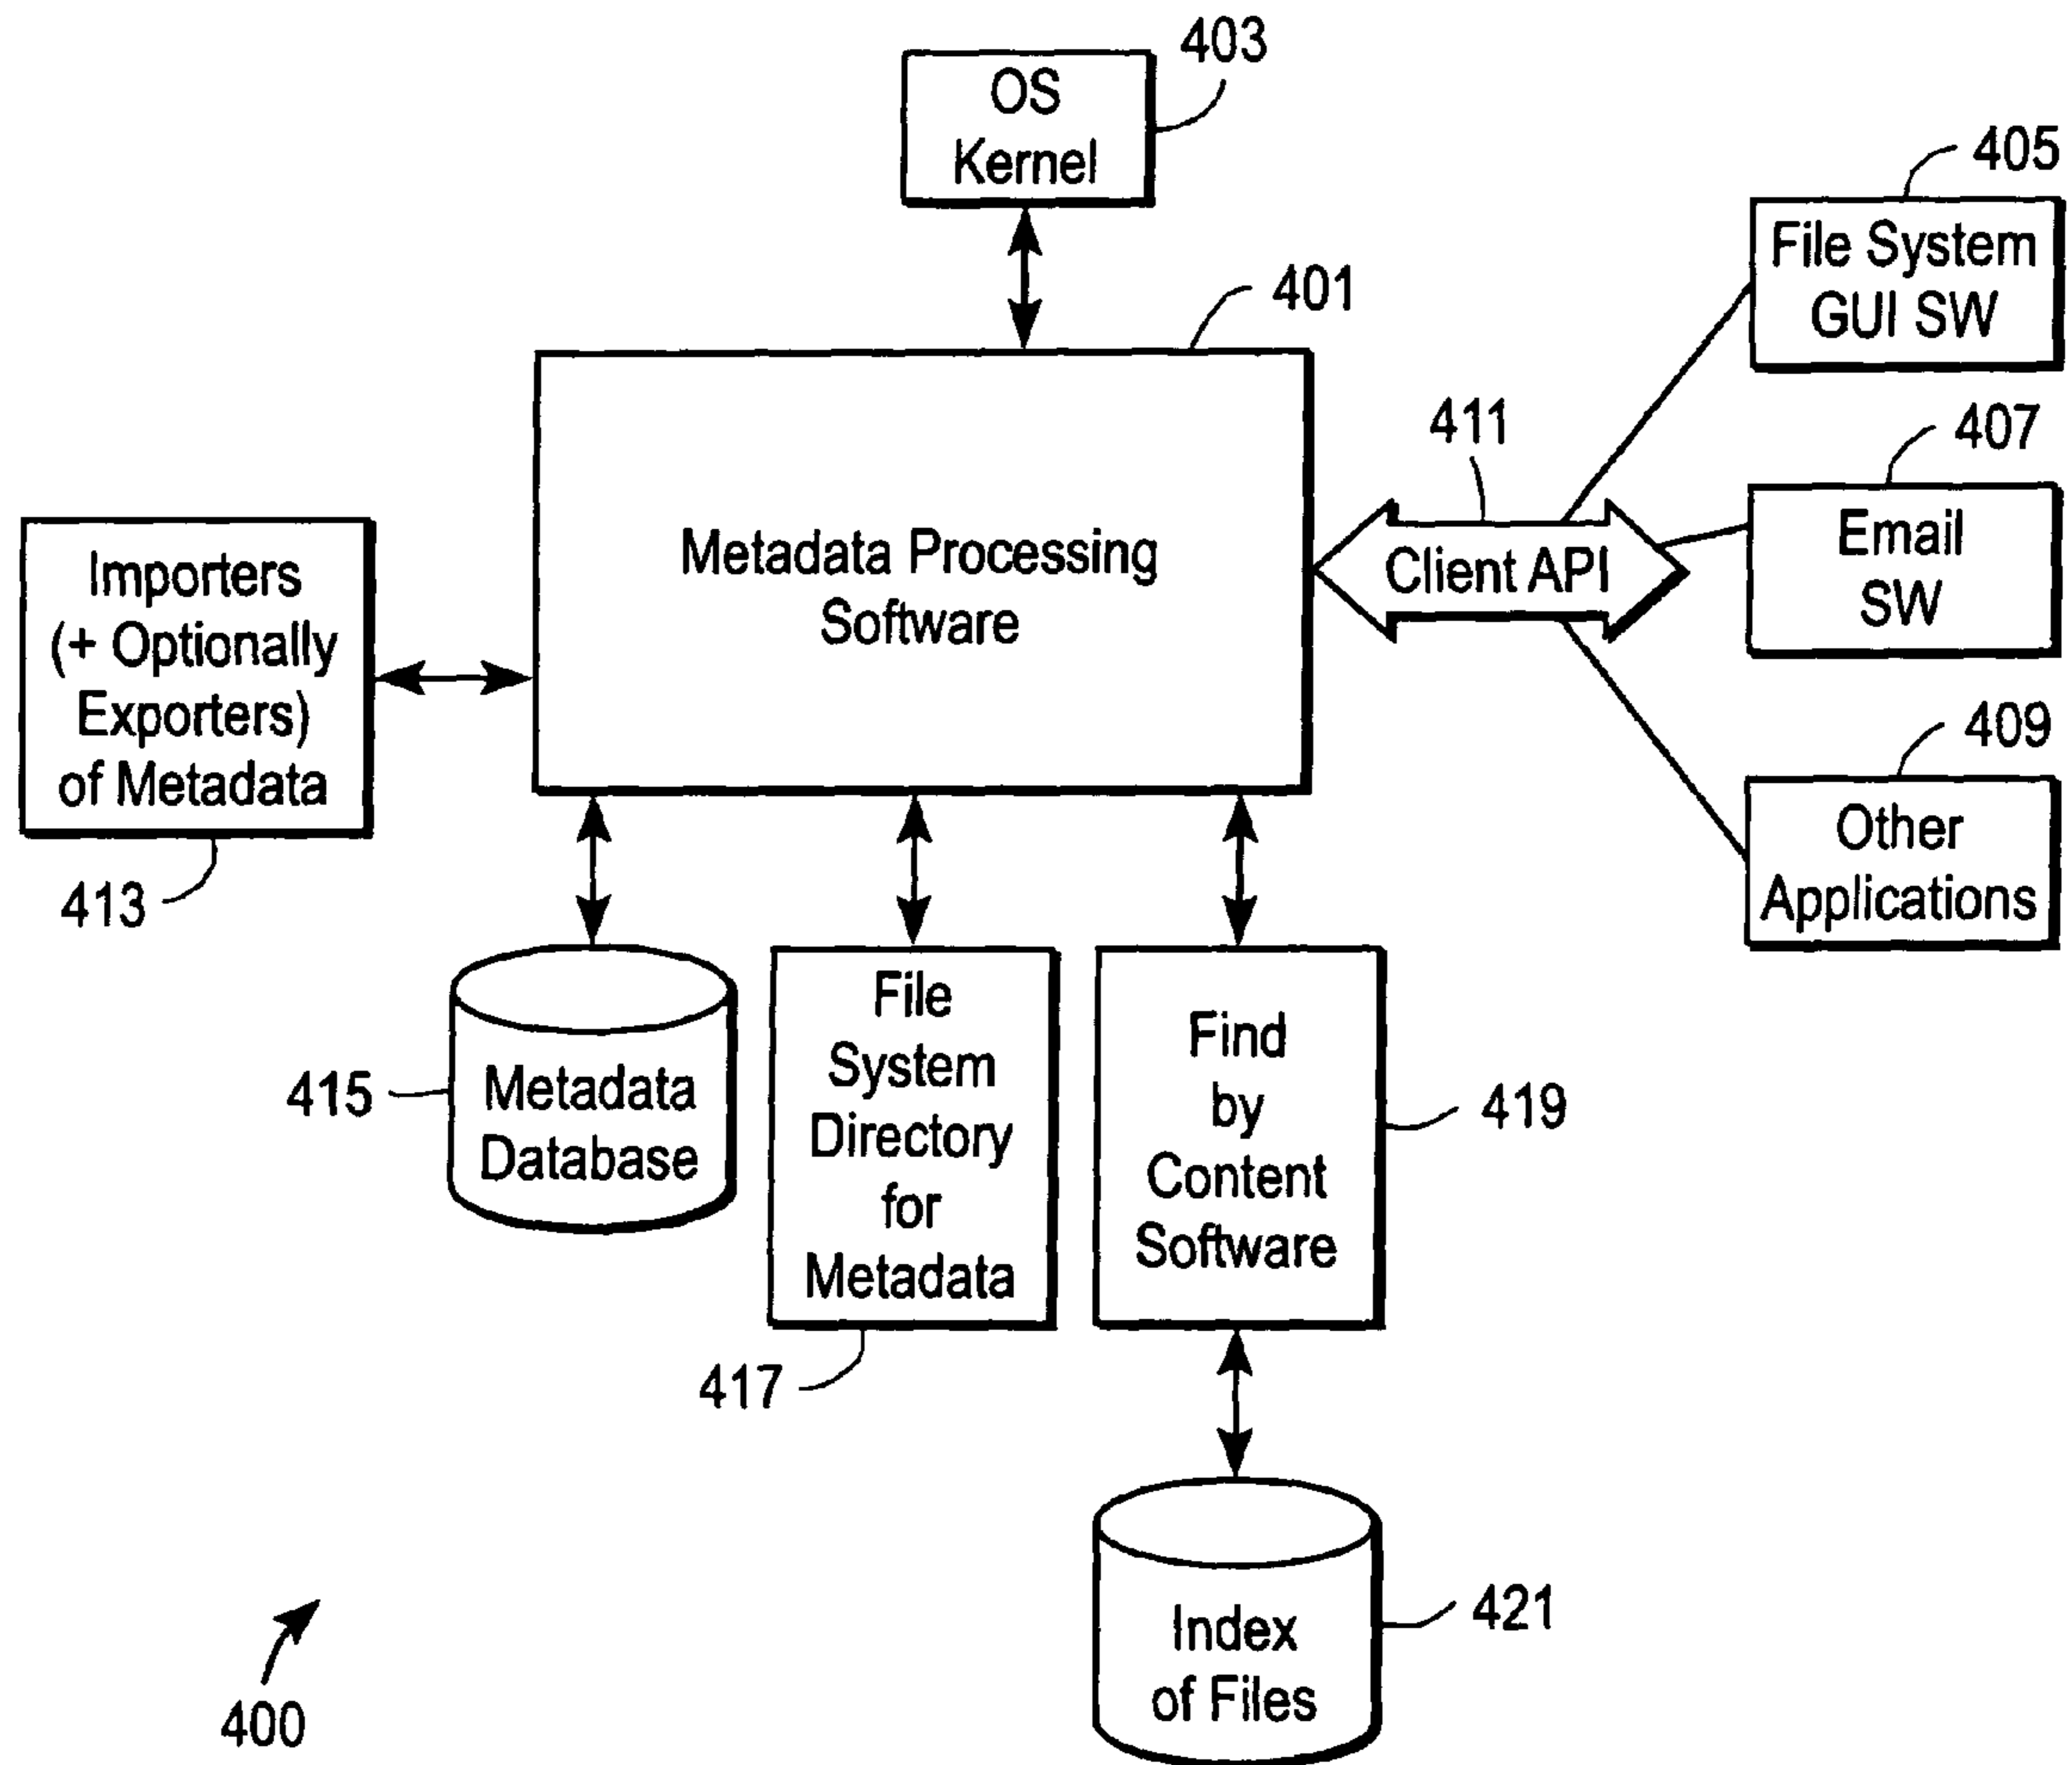 403
OS
Kernel
405
File System
GUI SW
401
411
407
Email
SW
Metadata Processing
Software
Client API
Importers
(+ Optionally
Exporters)
of Metadata
413
409
Other
Applications
415
Metadata
Database
File
System
Directory
for
Metadata
417
Find
by
Content
Software
419
Index
of Files
421
400